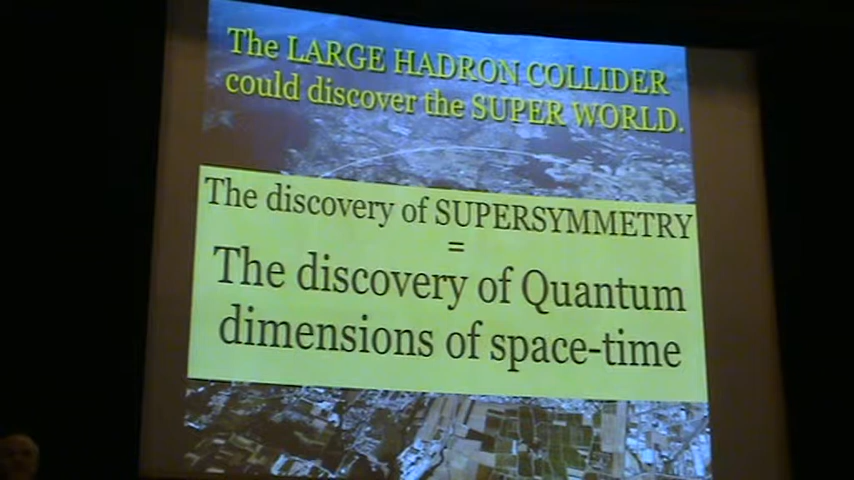 The LARGE HADRON COLLIDER
could discover the SUPER WORLD.
The discovery of SUPERSYMMETRY
=
The discovery of Quantum
dimensions of space-time